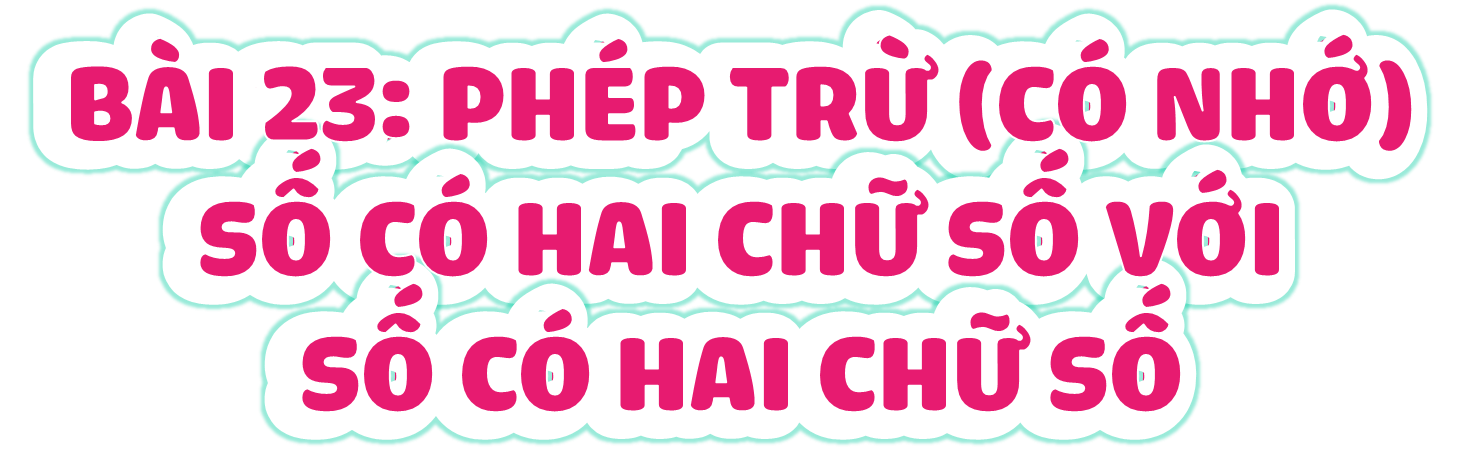 BÀI 23: PHÉP TRỪ (CÓ NHỚ)
SỐ CÓ HAI CHỮ SỐ VỚI
SỐ CÓ HAI CHỮ SỐ